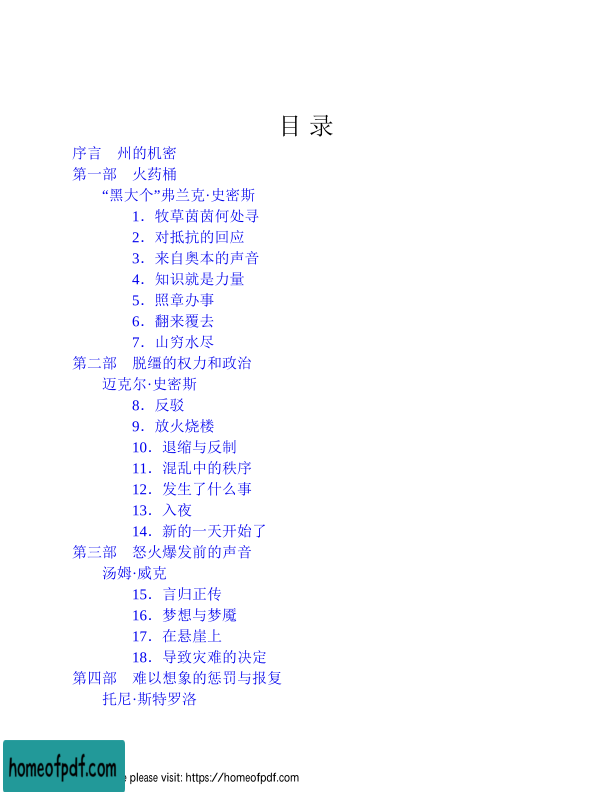 目 录
序言 州的机密
第一部 火药桶
“黑大个”弗兰克·史密斯
1．牧草茵茵何处寻
2．对抵抗的回应
3．来自奥本的声音
4．知识就是力量
5．照章办事
6．翻来覆去
7．山穷水尽
第二部 脱缰的权力和政治
迈克尔·史密斯
8．反驳
9．放火烧楼
10．退缩与反制
11．混乱中的秩序
12．发生了什么事
13．入夜
14．新的一天开始了
第三部 怒火爆发前的声音
汤姆·威克
15．言归正传
16．梦想与梦魇
17．在悬崖上
18．导致灾难的决定
第四部 难以想象的惩罚与报复
托尼·斯特罗洛
homeofpdf.com
e please visit: https://homeofpdf.com